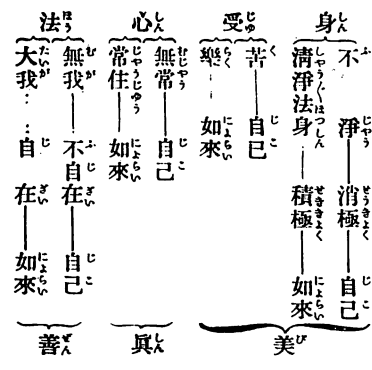 身
不淨──消極──自己
淸淨法身──積極──如來
受
苦──自己
樂──如來
美
心
無常──自己
常住──如來
眞
法
無我──不自在──自己
大我……自在──如來
善